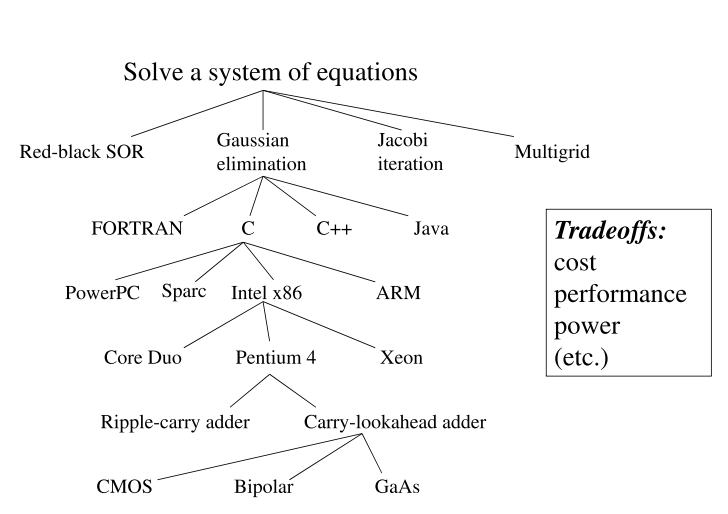 Solve a system of equations
Red-black SOR
Gaussian
elimination
Jacobi
iteration
Multigrid
FORTRAN
C
C++
Java
PowerPC
Sparc
Intel x86
ARM
Core Duo
Pentium 4
Xeon
Ripple-carry adder
Carry-lookahead adder
CMOS
Bipolar
GaAs
Tradeoffs:
cost
performance
power
(etc.)